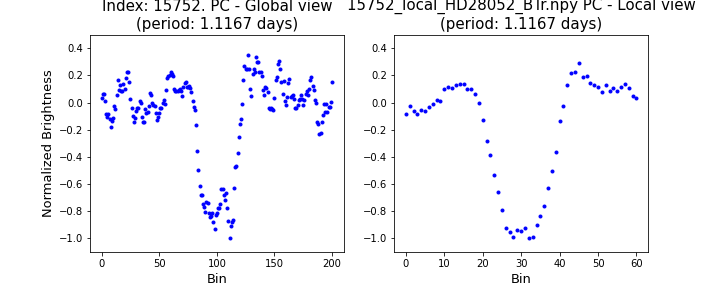 Index: 15752. PC - Global view
(period: 1.1167 days)
15752_local_HD28052_BTr.npy PC - Local view
(period: 1.1167 days)
Normalized Brightness
0.4
0.2
0.0
−0.2
−0.4
−0.6
−0.8
−1.0
0 50 100 150 200
Bin
0.4
0.2
0.0
−0.2
−0.4
−0.6
−0.8
−1.0
0 10 20 30 40 50 60
Bin